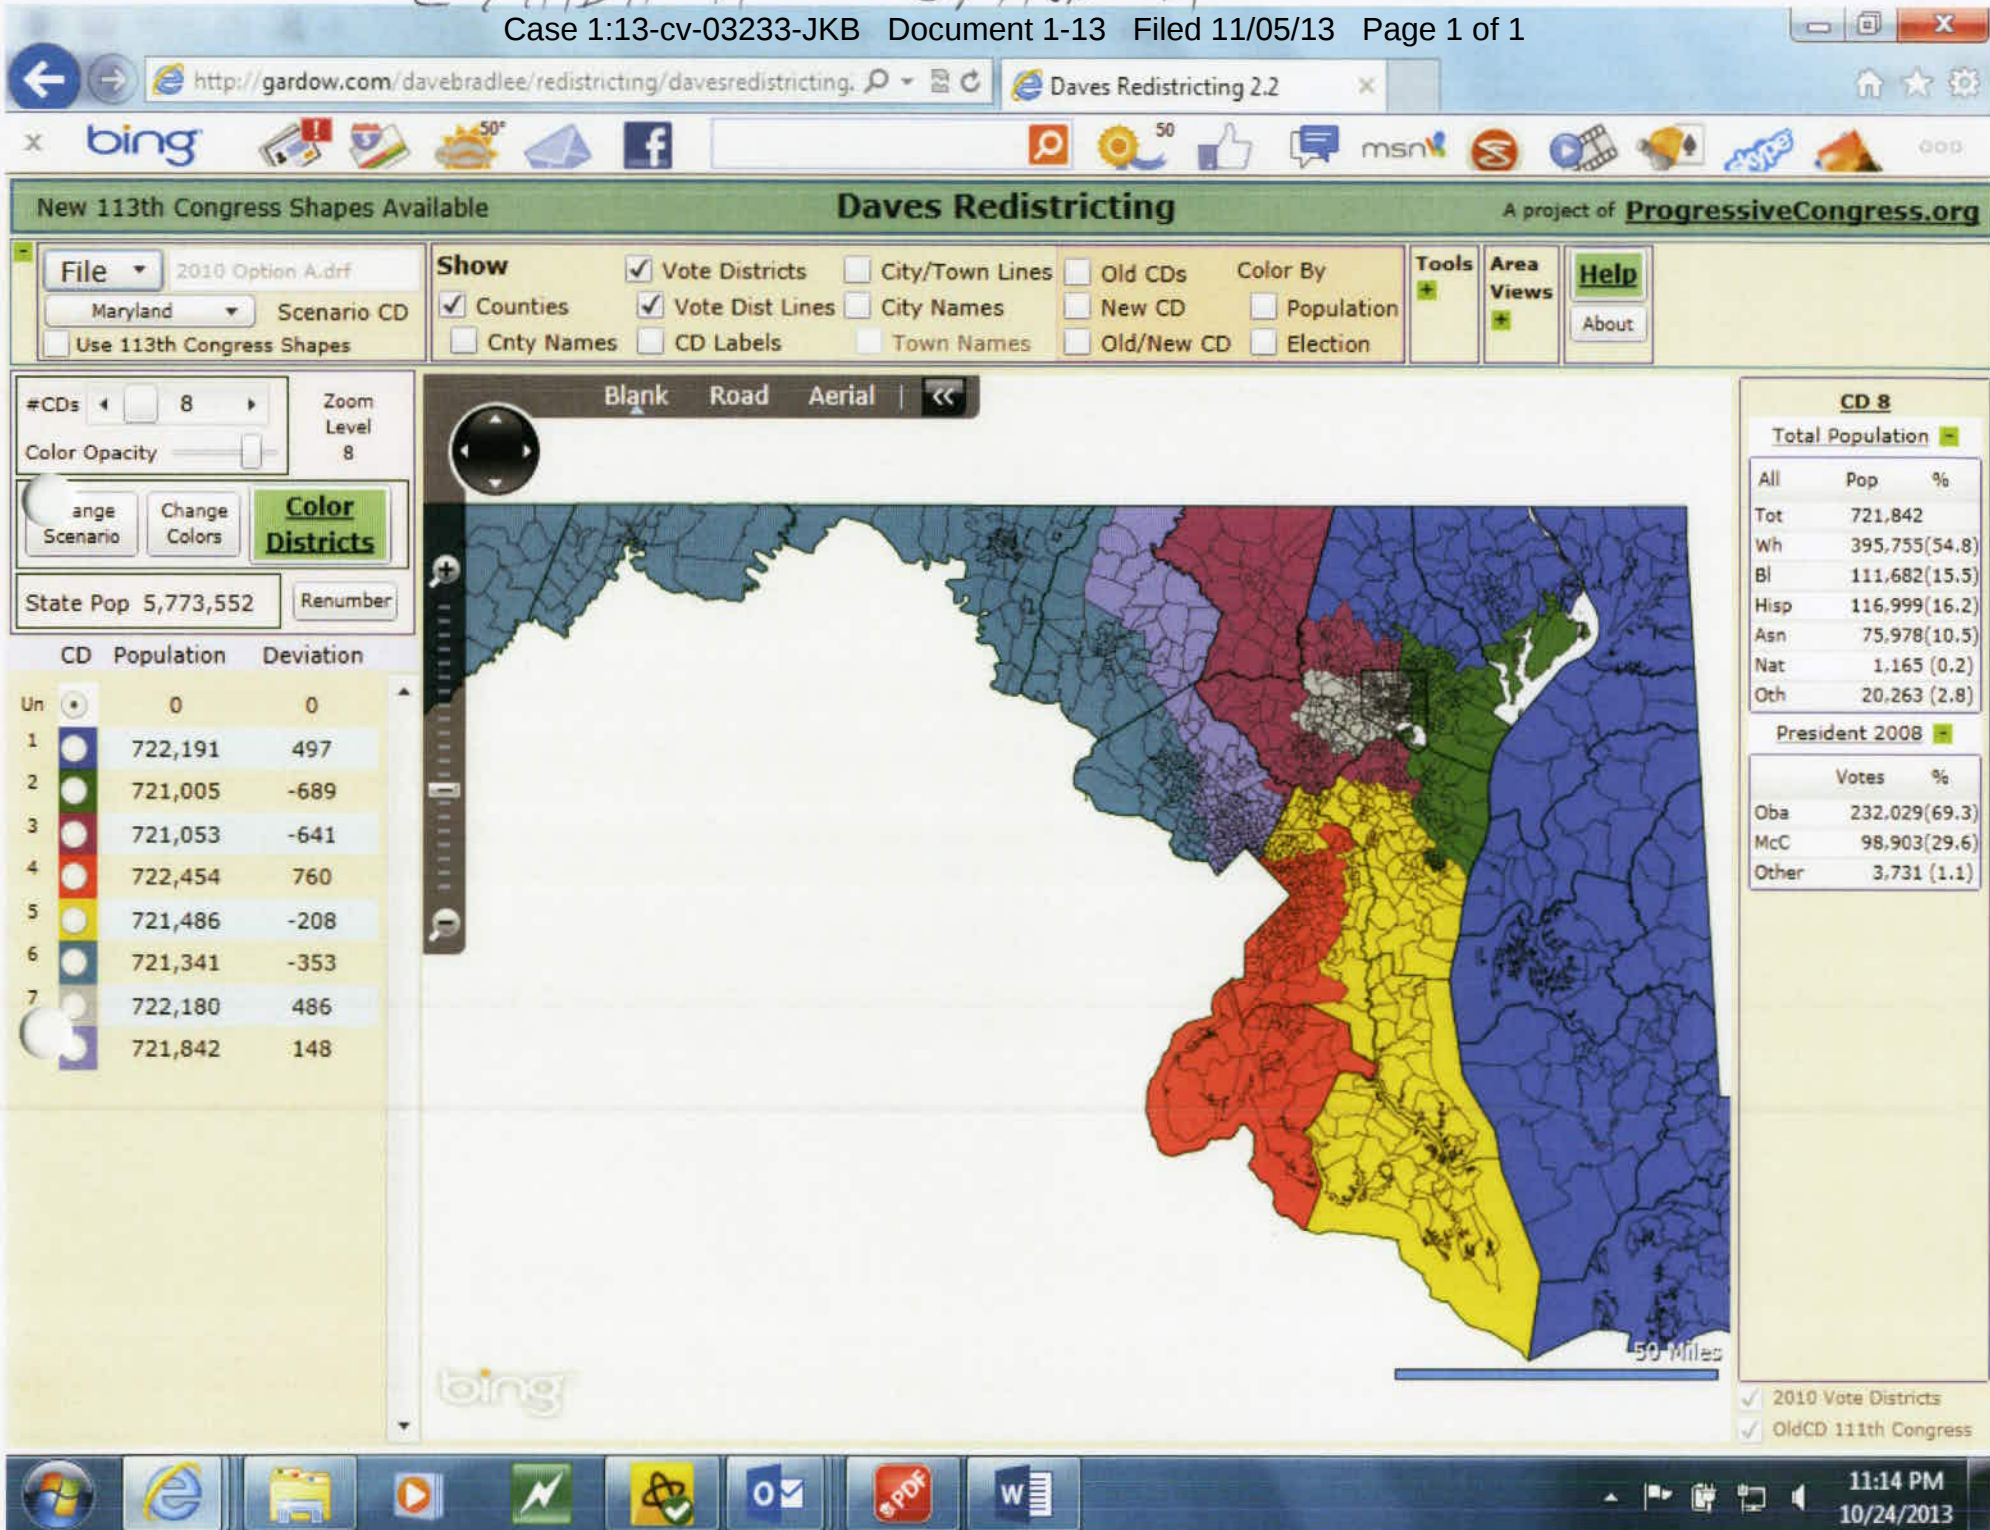 Case 1:13-cv-03233-JKB Document 1-13 Filed 11/05/13 Page 1 of 1
http://gardow.com/davebradlee/redistricting/davesredistricting.
Daves Redistricting 2.2
bing
50°
50
msn
skype
New 113th Congress Shapes Available
Daves Redistricting
A project of ProgressiveCongress.org
File
2010 Option A.drf
Maryland
Scenario CD
Use 113th Congress Shapes
Show
Vote Districts
City/Town Lines
Old CDs
Color By
Counties
Vote Dist Lines
City Names
New CD
Population
Cnty Names
CD Labels
Town Names
Old/New CD
Election
Tools
Area
Views
Help
About
#CDs 8
Zoom
Level
8
Color Opacity
ange
Scenario
Change
Colors
Color
Districts
State Pop 5,773,552
Renumber
CD Population Deviation
Un 0 0
1 722,191 497
2 721,005 -689
3 721,053 -641
4 722,454 760
5 721,486 -208
6 721,341 -353
7 722,180 486
721,842 148
Blank Road Aerial
bing
50 Miles
CD 8
Total Population
All Pop %
Tot 721,842
Wh 395,755(54.8)
Bl 111,682(15.5)
Hisp 116,999(16.2)
Asn 75,978(10.5)
Nat 1,165 (0.2)
Oth 20,263 (2.8)
President 2008
Votes %
Oba 232,029(69.3)
McC 98,903(29.6)
Other 3,731 (1.1)
2010 Vote Districts
OldCD 111th Congress
PDF
11:14 PM
10/24/2013